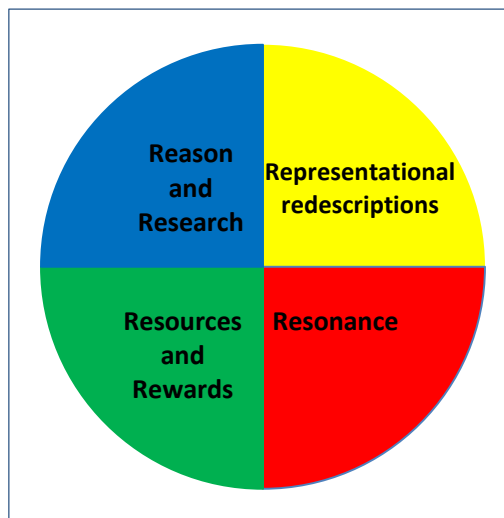 Reason
and
Research
Representational
redescriptions
Resources
and
Rewards
Resonance